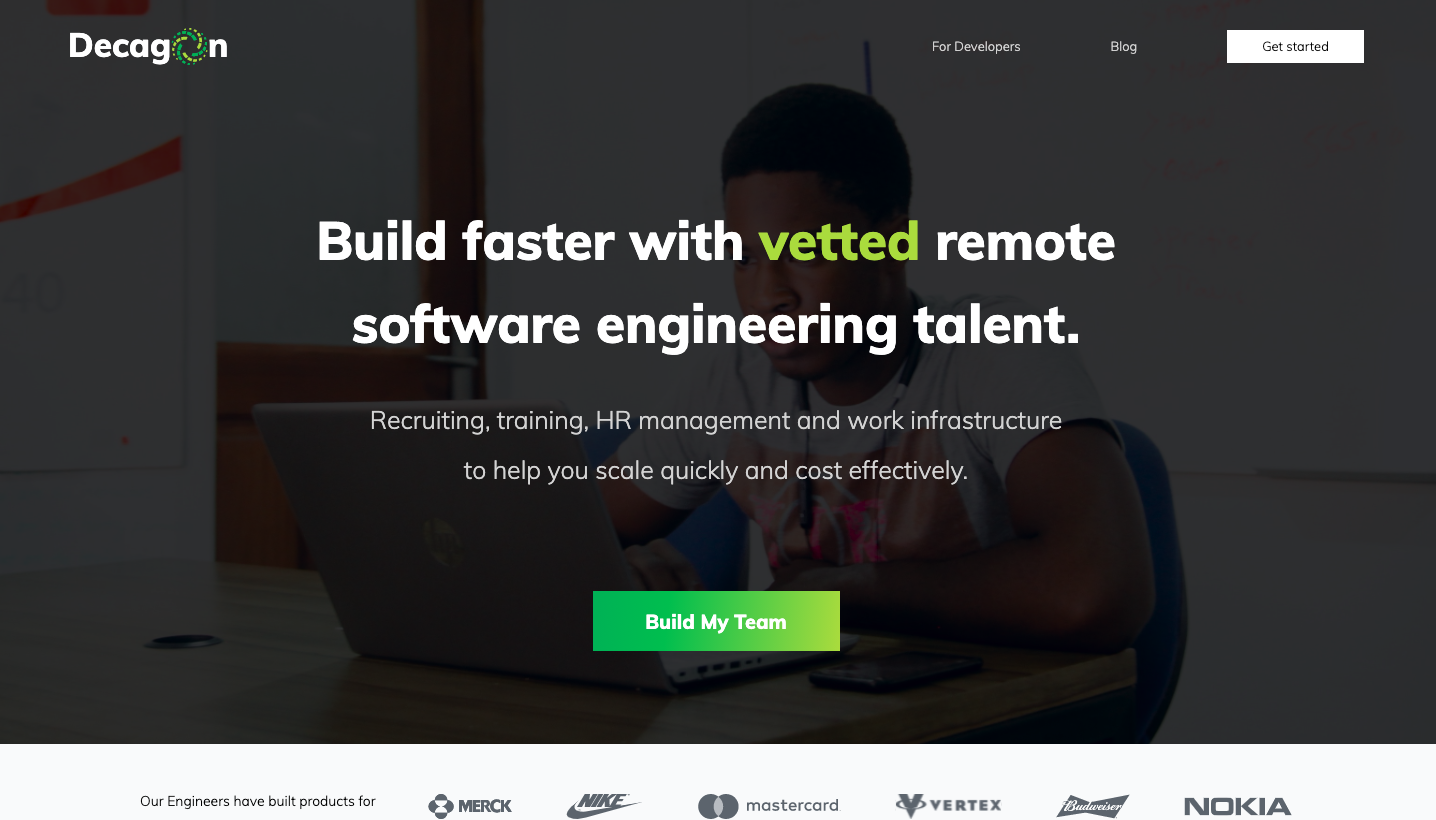 Decagon
For Developers
Blog
Get started
Build faster with vetted remote
software engineering talent.
Recruiting, training, HR management and work infrastructure
to help you scale quickly and cost effectively.
Build My Team
Our Engineers have built products for
MERCK
NIKE
mastercard
VERTEX
Budweiser
NOKIA
40
hp